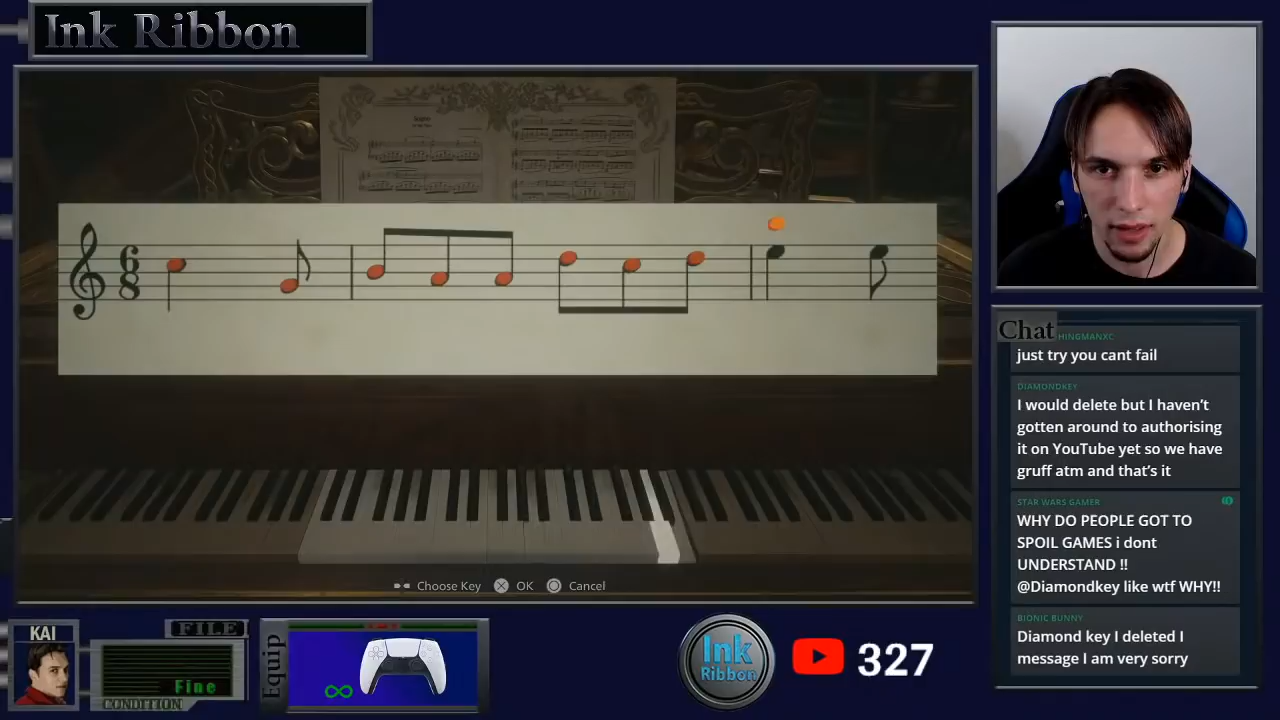 Ink Ribbon
6
8
Choose Key OK Cancel
Chat
HINGMANXC
just try you cant fail
DIAMONDKEY
I would delete but I haven't
gotten around to authorising
it on YouTube yet so we have
gruff atm and that's it
STAR WARS GAMER
WHY DO PEOPLE GOT TO
SPOIL GAMES i dont
UNDERSTAND !!
@Diamondkey like wtf WHY!!
BIONIC BUNNY
Diamond key I deleted I
message I am very sorry
KAI
FILE
Fine
CONDITION
Equip
∞
Ink
Ribbon
327